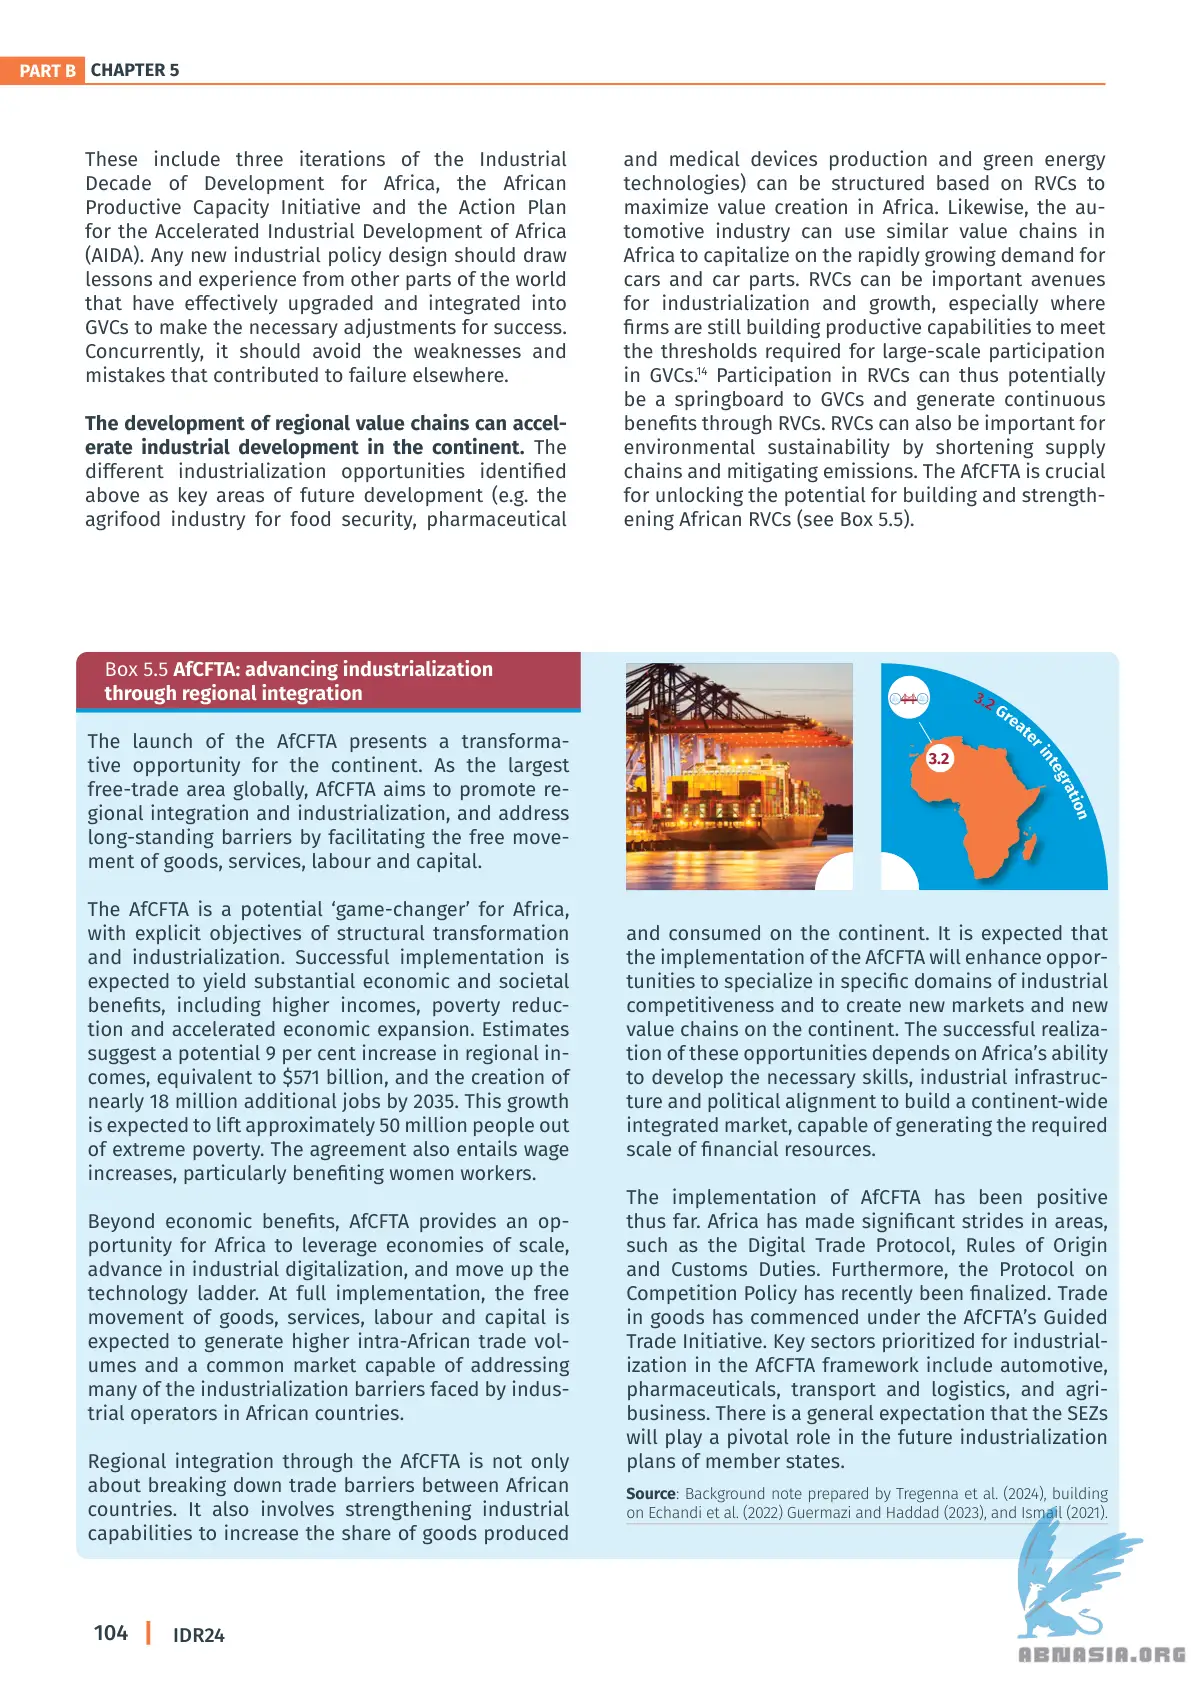 PART B CHAPTER 5
These include three iterations of the Industrial
Decade of Development for Africa, the African
Productive Capacity Initiative and the Action Plan
for the Accelerated Industrial Development of Africa
(AIDA). Any new industrial policy design should draw
lessons and experience from other parts of the world
that have effectively upgraded and integrated into
GVCs to make the necessary adjustments for success.
Concurrently, it should avoid the weaknesses and
mistakes that contributed to failure elsewhere.
The development of regional value chains can accel-
erate industrial development in the continent. The
different industrialization opportunities identified
above as key areas of future development (e.g. the
agrifood industry for food security, pharmaceutical
and medical devices production and green energy
technologies) can be structured based on RVCs to
maximize value creation in Africa. Likewise, the au-
tomotive industry can use similar value chains in
Africa to capitalize on the rapidly growing demand for
cars and car parts. RVCs can be important avenues
for industrialization and growth, especially where
firms are still building productive capabilities to meet
the thresholds required for large-scale participation
in GVCs.14 Participation in RVCs can thus potentially
be a springboard to GVCs and generate continuous
benefits through RVCs. RVCs can also be important for
environmental sustainability by shortening supply
chains and mitigating emissions. The AfCFTA is crucial
for unlocking the potential for building and strength-
ening African RVCs (see Box 5.5).
Box 5.5 AfCFTA: advancing industrialization
through regional integration
The launch of the AfCFTA presents a transforma-
tive opportunity for the continent. As the largest
free-trade area globally, AfCFTA aims to promote re-
gional integration and industrialization, and address
long-standing barriers by facilitating the free move-
ment of goods, services, labour and capital.
The AfCFTA is a potential ‘game-changer’ for Africa,
with explicit objectives of structural transformation
and industrialization. Successful implementation is
expected to yield substantial economic and societal
benefits, including higher incomes, poverty reduc-
tion and accelerated economic expansion. Estimates
suggest a potential 9 per cent increase in regional in-
comes, equivalent to $571 billion, and the creation of
nearly 18 million additional jobs by 2035. This growth
is expected to lift approximately 50 million people out
of extreme poverty. The agreement also entails wage
increases, particularly benefiting women workers.
Beyond economic benefits, AfCFTA provides an op-
portunity for Africa to leverage economies of scale,
advance in industrial digitalization, and move up the
technology ladder. At full implementation, the free
movement of goods, services, labour and capital is
expected to generate higher intra-African trade vol-
umes and a common market capable of addressing
many of the industrialization barriers faced by indus-
trial operators in African countries.
Regional integration through the AfCFTA is not only
about breaking down trade barriers between African
countries. It also involves strengthening industrial
capabilities to increase the share of goods produced
3.2 Greater integration
3.2
and consumed on the continent. It is expected that
the implementation of the AfCFTA will enhance oppor-
tunities to specialize in specific domains of industrial
competitiveness and to create new markets and new
value chains on the continent. The successful realiza-
tion of these opportunities depends on Africa’s ability
to develop the necessary skills, industrial infrastruc-
ture and political alignment to build a continent-wide
integrated market, capable of generating the required
scale of financial resources.
The implementation of AfCFTA has been positive
thus far. Africa has made significant strides in areas,
such as the Digital Trade Protocol, Rules of Origin
and Customs Duties. Furthermore, the Protocol on
Competition Policy has recently been finalized. Trade
in goods has commenced under the AfCFTA’s Guided
Trade Initiative. Key sectors prioritized for industrial-
ization in the AfCFTA framework include automotive,
pharmaceuticals, transport and logistics, and agri-
business. There is a general expectation that the SEZs
will play a pivotal role in the future industrialization
plans of member states.
Source: Background note prepared by Tregenna et al. (2024), building
on Echandi et al. (2022) Guermazi and Haddad (2023), and Ismail (2021).
104 IDR24
ABNASIA.ORG